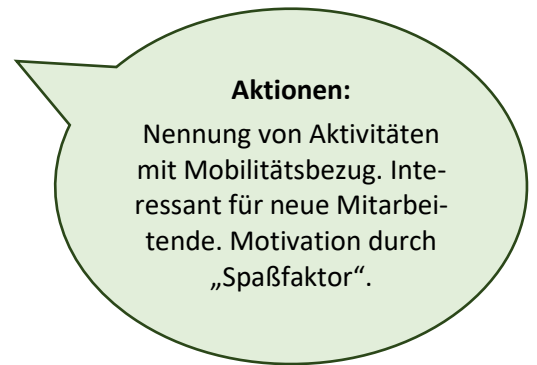 Aktionen:
Nennung von Aktivitäten
mit Mobilitätsbezug. Inte-
ressant für neue Mitarbei-
tende. Motivation durch
„Spaßfaktor“.